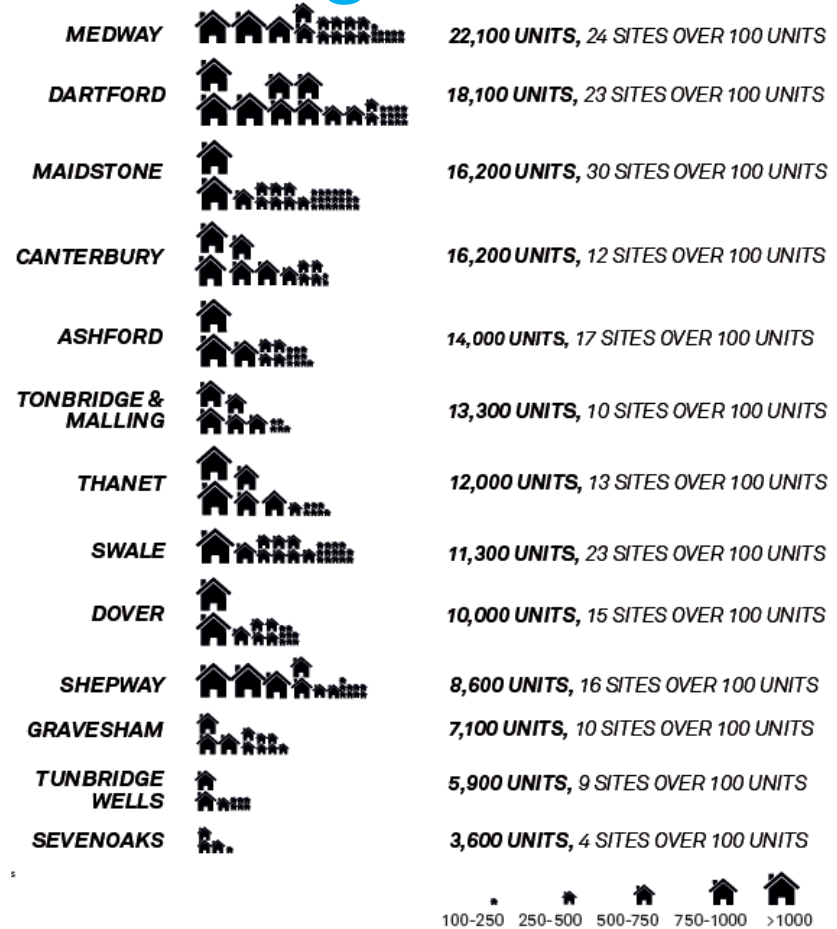 MEDWAY 22,100 UNITS, 24 SITES OVER 100 UNITS
DARTFORD 18,100 UNITS, 23 SITES OVER 100 UNITS
MAIDSTONE 16,200 UNITS, 30 SITES OVER 100 UNITS
CANTERBURY 16,200 UNITS, 12 SITES OVER 100 UNITS
ASHFORD 14,000 UNITS, 17 SITES OVER 100 UNITS
TONBRIDGE &
MALLING 13,300 UNITS, 10 SITES OVER 100 UNITS
THANET 12,000 UNITS, 13 SITES OVER 100 UNITS
SWALE 11,300 UNITS, 23 SITES OVER 100 UNITS
DOVER 10,000 UNITS, 15 SITES OVER 100 UNITS
SHEPWAY 8,600 UNITS, 16 SITES OVER 100 UNITS
GRAVESHAM 7,100 UNITS, 10 SITES OVER 100 UNITS
TUNBRIDGE
WELLS 5,900 UNITS, 9 SITES OVER 100 UNITS
SEVENOAKS 3,600 UNITS, 4 SITES OVER 100 UNITS
s
100-250 250-500 500-750 750-1000 >1000